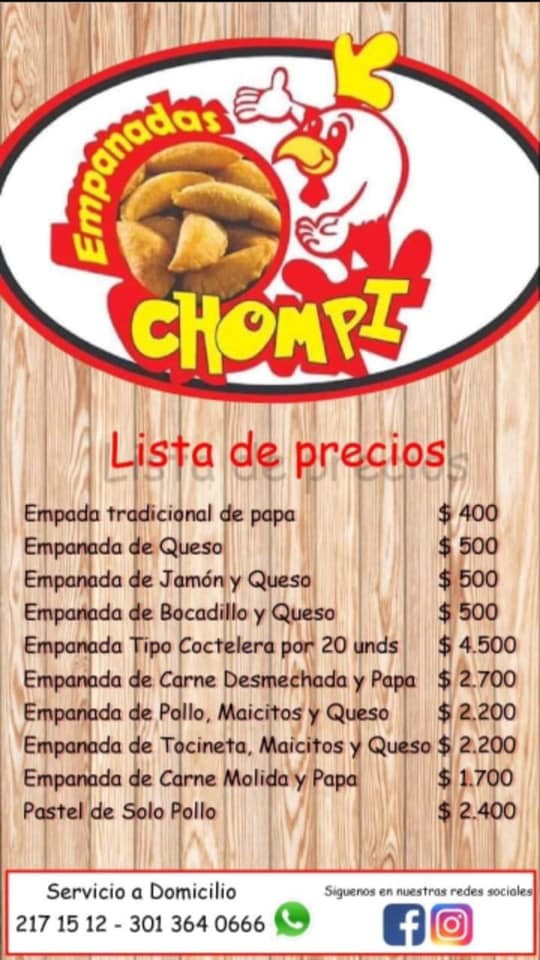 Empanadas
CHOMPI
Lista de precios
Empada tradicional de papa $ 400
Empanada de Queso $ 500
Empanada de Jamón y Queso $ 500
Empanada de Bocadillo y Queso $ 500
Empanada Tipo Coctelera por 20 unds $ 4.500
Empanada de Carne Desmechada y Papa $ 2.700
Empanada de Pollo, Maicitos y Queso $ 2.200
Empanada de Tocineta, Maicitos y Queso $ 2.200
Empanada de Carne Molida y Papa $ 1.700
Pastel de Solo Pollo $ 2.400
Servicio a Domicilio
217 15 12 - 301 364 0666
Siguenos en nuestras redes sociales